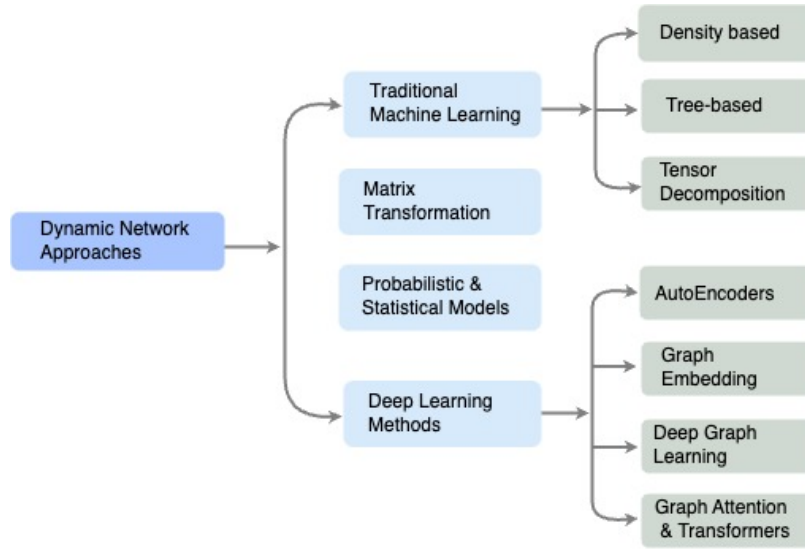 Dynamic Network
Approaches
Traditional
Machine Learning
Matrix
Transformation
Probabilistic &
Statistical Models
Deep Learning
Methods
Density based
Tree-based
Tensor
Decomposition
AutoEncoders
Graph
Embedding
Deep Graph
Learning
Graph Attention
& Transformers